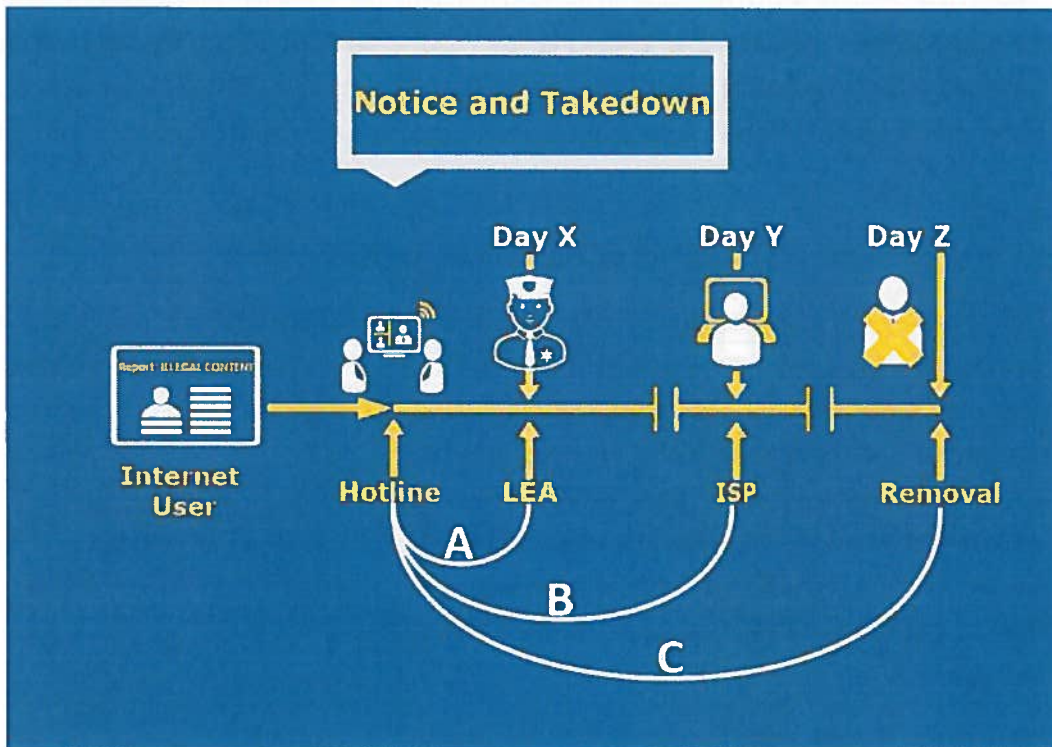 Notice and Takedown
Day X
Day Y
Day Z
Report: ILLEGAL CONTENT
Internet
User
Hotline
LEA
ISP
Removal
A
B
C